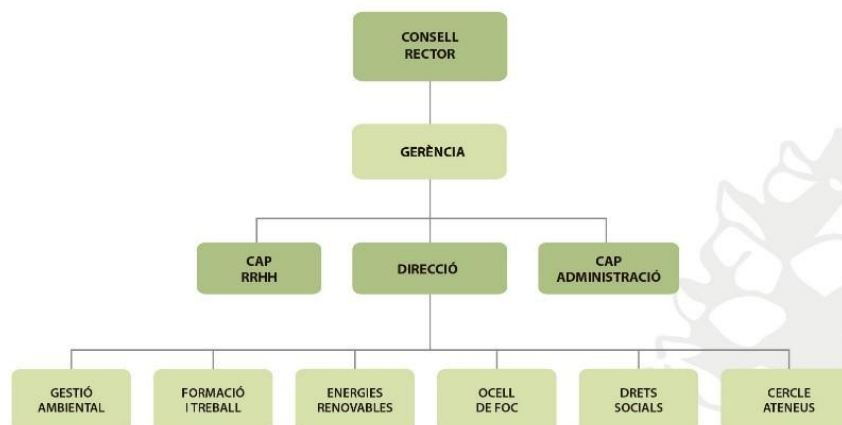 CONSELL
RECTOR
GERÈNCIA
CAP
RRHH
DIRECCIÓ
CAP
ADMINISTRACIÓ
GESTIÓ
AMBIENTAL
FORMACIÓ
I TREBALL
ENERGIES
RENOVABLES
OCELL
DE FOC
DRETS
SOCIALS
CERCLE
ATENEUS